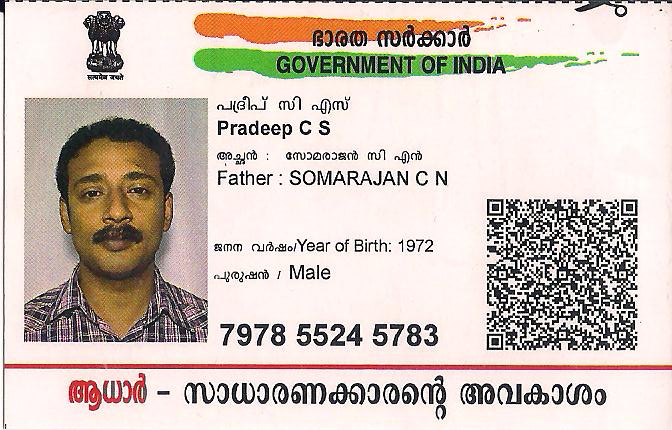 सत्यमेव जयते
ഭാരത സർക്കാർ
GOVERNMENT OF INDIA
പദ്രീപ് സി എസ്
Pradeep C S
അച്ഛൻ : സോമരാജൻ സി എൻ
Father : SOMARAJAN C N
ജനന വർഷം/Year of Birth: 1972
പുരുഷൻ / Male
7978 5524 5783
ആധാർ - സാധാരണക്കാരന്റെ അവകാശം